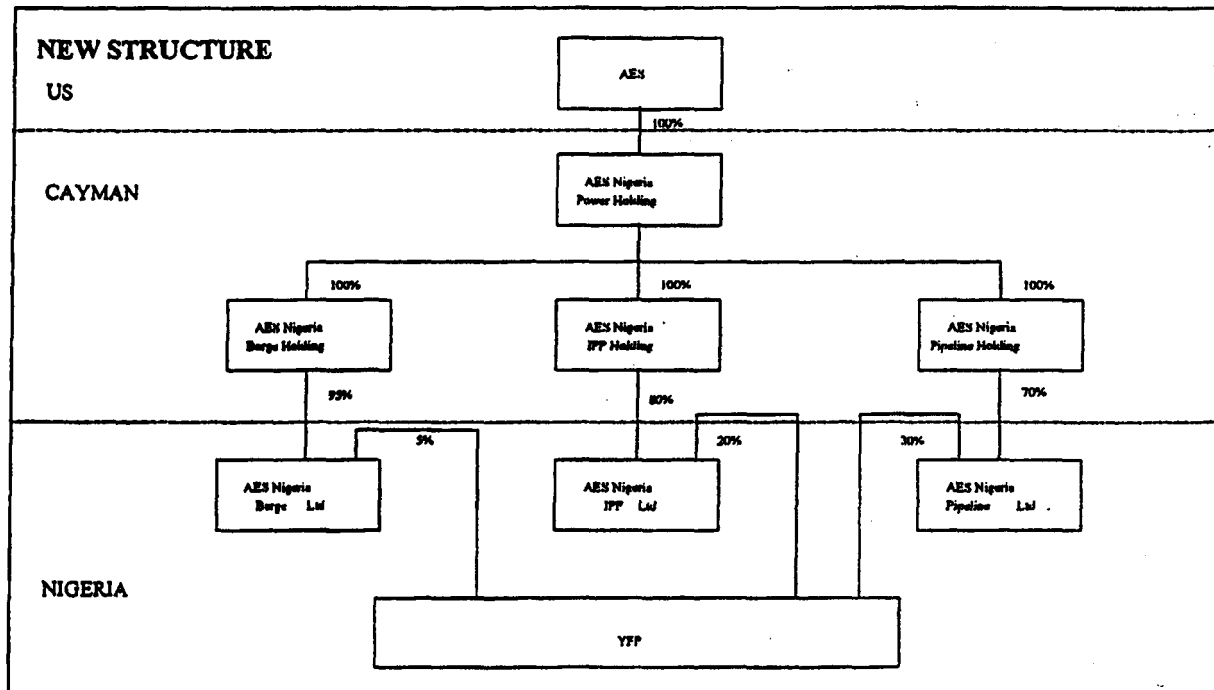 NEW STRUCTURE
US
AES
100%
CAYMAN
AES Nigeria
Power Holding
100%
100%
100%
AES Nigeria
Barge Holding
AES Nigeria
IPP Holding
AES Nigeria
Pipeline Holding
95%
80%
70%
5%
20%
30%
AES Nigeria
Barge Ltd
AES Nigeria
IPP Ltd
AES Nigeria
Pipeline Ltd
NIGERIA
YFP